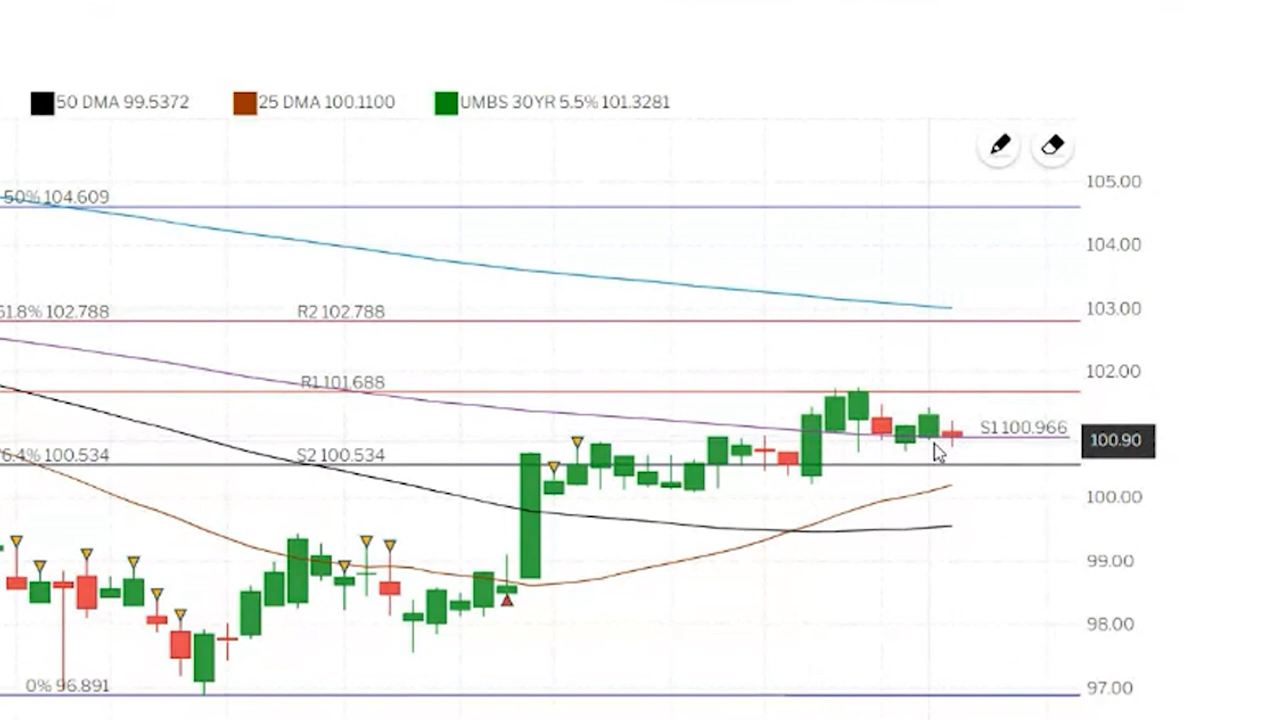 50 DMA 99.5372 25 DMA 100.1100 UMBS 30YR 5.5% 101.3281
105.00
50% 104.609
104.00
103.00
61.8% 102.788 R2 102.788
102.00
R1 101.688
S1 100.966
100.90
6.4% 100.534 S2 100.534
100.00
99.00
98.00
0% 96.891
97.00